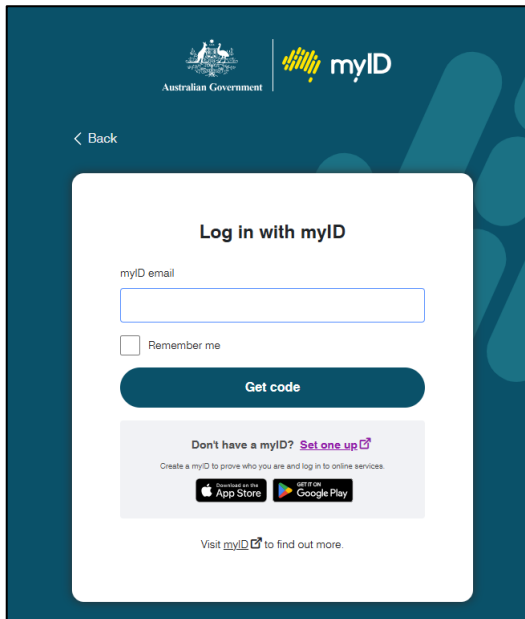 Australian Government
myID
< Back
Log in with myID
myID email
Remember me
Get code
Don't have a myID? Set one up
Create a myID to prove who you are and log in to online services.
Download on the App Store
GET IT ON Google Play
Visit myID to find out more.